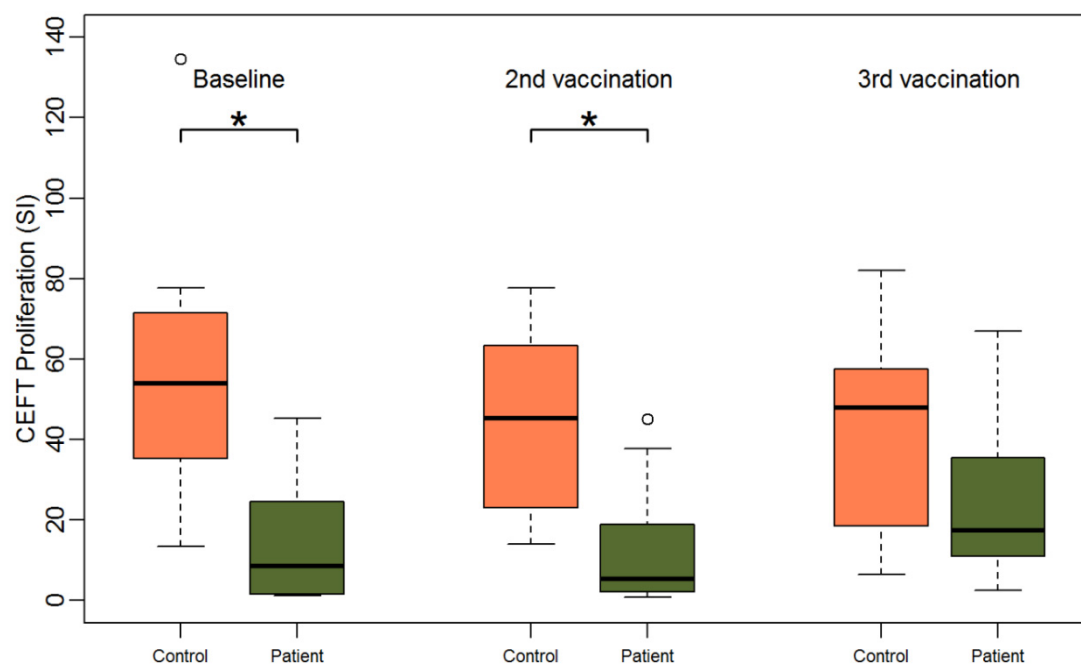 Baseline
2nd vaccination
3rd vaccination
*
*
CEFT Proliferation (SI)
140
120
100
80
60
40
20
0
Control
Patient
Control
Patient
Control
Patient